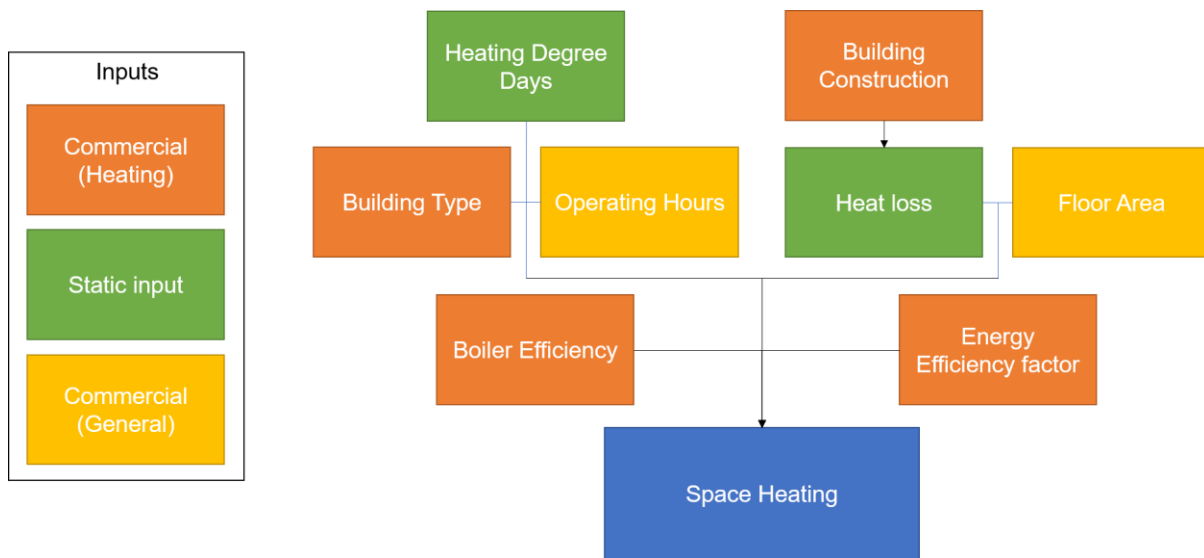 Inputs
Commercial
(Heating)
Static input
Commercial
(General)
Heating Degree
Days
Building
Construction
Building Type
Operating Hours
Heat loss
Floor Area
Boiler Efficiency
Energy
Efficiency factor
Space Heating